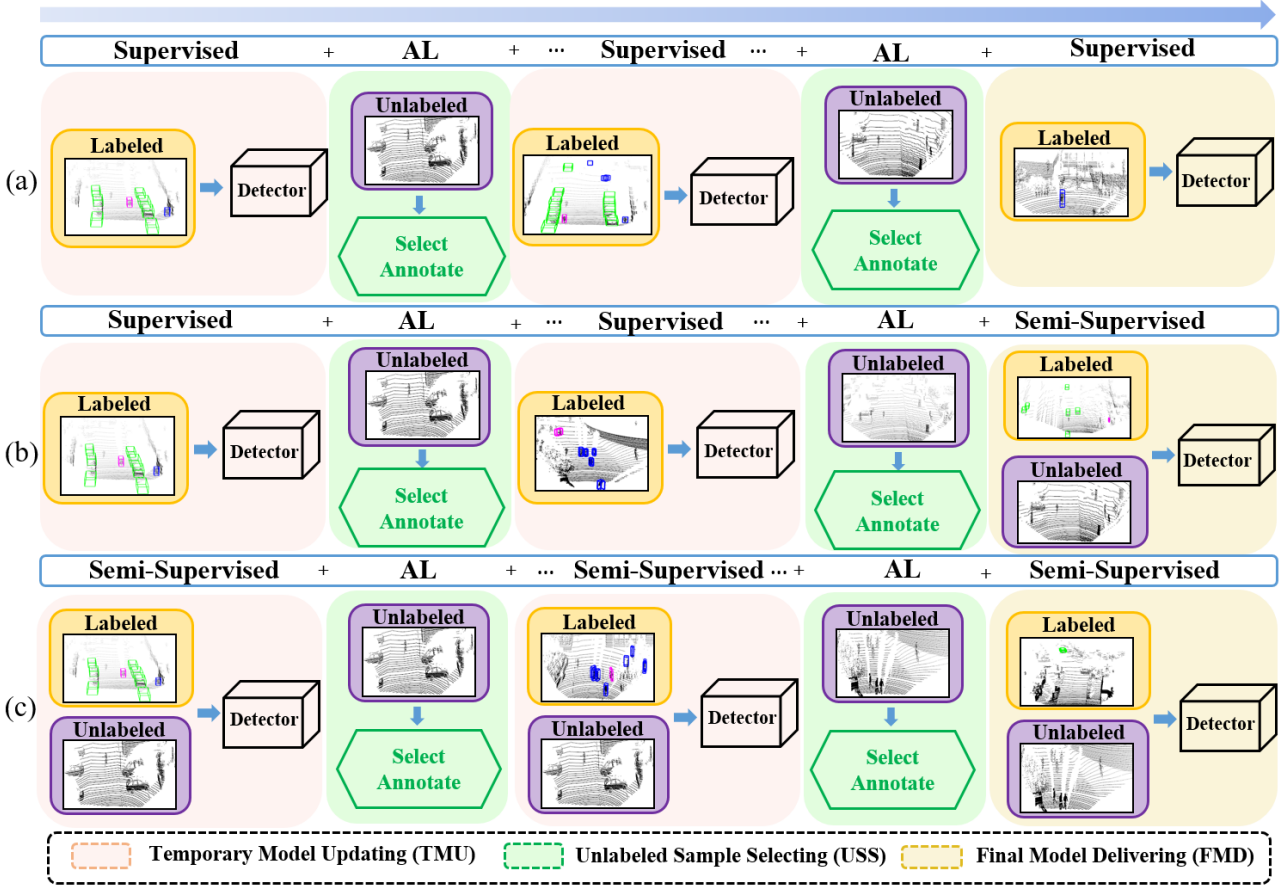 Supervised + AL + ... Supervised ... + AL + Supervised
(a)
Labeled
Detector
Unlabeled
Select
Annotate
Labeled
Detector
Unlabeled
Select
Annotate
Labeled
Detector
Supervised + AL + ... Supervised ... + AL + Semi-Supervised
(b)
Labeled
Detector
Unlabeled
Select
Annotate
Labeled
Detector
Unlabeled
Select
Annotate
Labeled
Unlabeled
Detector
Semi-Supervised + AL + ... Semi-Supervised ... + AL + Semi-Supervised
(c)
Labeled
Unlabeled
Detector
Unlabeled
Select
Annotate
Labeled
Unlabeled
Detector
Unlabeled
Select
Annotate
Labeled
Unlabeled
Detector
Temporary Model Updating (TMU)
Unlabeled Sample Selecting (USS)
Final Model Delivering (FMD)